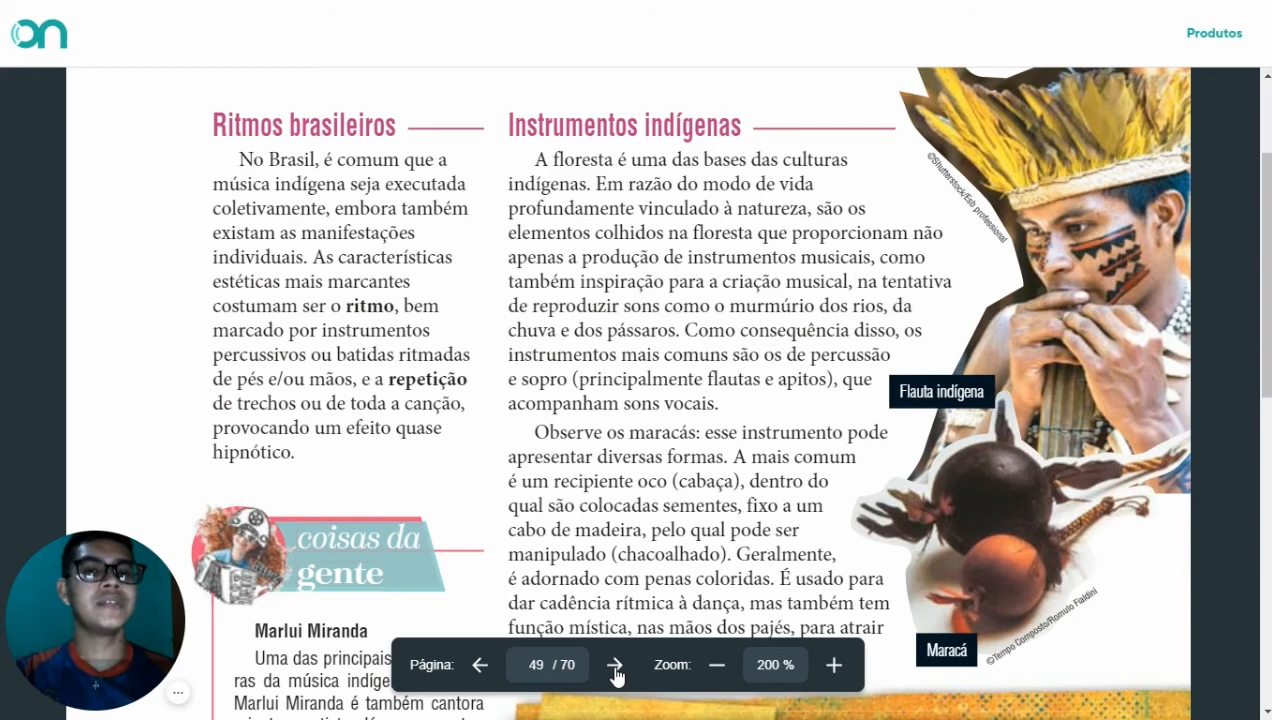 on
Produtos
Ritmos brasileiros
No Brasil, é comum que a
música indígena seja executada
coletivamente, embora também
existam as manifestações
individuais. As características
estéticas mais marcantes
costumam ser o ritmo, bem
marcado por instrumentos
percussivos ou batidas ritmadas
de pés e/ou mãos, e a repetição
de trechos ou de toda a canção,
provocando um efeito quase
hipnótico.
coisas da
gente
Marlui Miranda
Uma das principais
ras da música indíge
Marlui Miranda é também cantora
Instrumentos indígenas
A floresta é uma das bases das culturas
indígenas. Em razão do modo de vida
profundamente vinculado à natureza, são os
elementos colhidos na floresta que proporcionam não
apenas a produção de instrumentos musicais, como
também inspiração para a criação musical, na tentativa
de reproduzir sons como o murmúrio dos rios, da
chuva e dos pássaros. Como consequência disso, os
instrumentos mais comuns são os de percussão
e sopro (principalmente flautas e apitos), que
acompanham sons vocais.
Observe os maracás: esse instrumento pode
apresentar diversas formas. A mais comum
é um recipiente oco (cabaça), dentro do
qual são colocadas sementes, fixo a um
cabo de madeira, pelo qual pode ser
manipulado (chacoalhado). Geralmente,
é adornado com penas coloridas. É usado para
dar cadência rítmica à dança, mas também tem
função mística, nas mãos dos pajés, para atrair
©Shutterstock/Esb professional
Flauta indígena
Maracá
©Tempo Composto/Romulo Fialdini
Página: 49 / 70 Zoom: 200 %